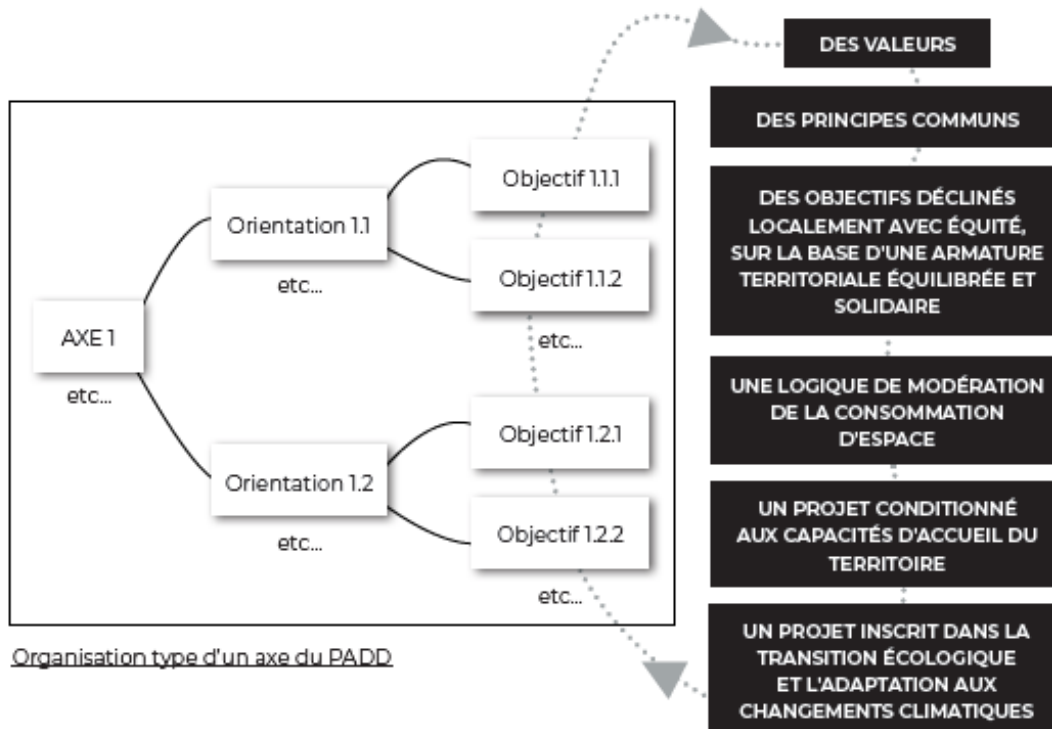 AXE 1
etc...
Orientation 1.1
etc...
Objectif 1.1.1
Objectif 1.1.2
etc...
Orientation 1.2
etc...
Objectif 1.2.1
Objectif 1.2.2
etc...
Organisation type d'un axe du PADD
DES VALEURS
DES PRINCIPES COMMUNS
DES OBJECTIFS DÉCLINÉS
LOCALEMENT AVEC ÉQUITÉ,
SUR LA BASE D'UNE ARMATURE
TERRITORIALE ÉQUILIBRÉE ET
SOLIDAIRE
UNE LOGIQUE DE MODÉRATION
DE LA CONSOMMATION
D'ESPACE
UN PROJET CONDITIONNÉ
AUX CAPACITÉS D'ACCUEIL DU
TERRITOIRE
UN PROJET INSCRIT DANS LA
TRANSITION ÉCOLOGIQUE
ET L'ADAPTATION AUX
CHANGEMENTS CLIMATIQUES